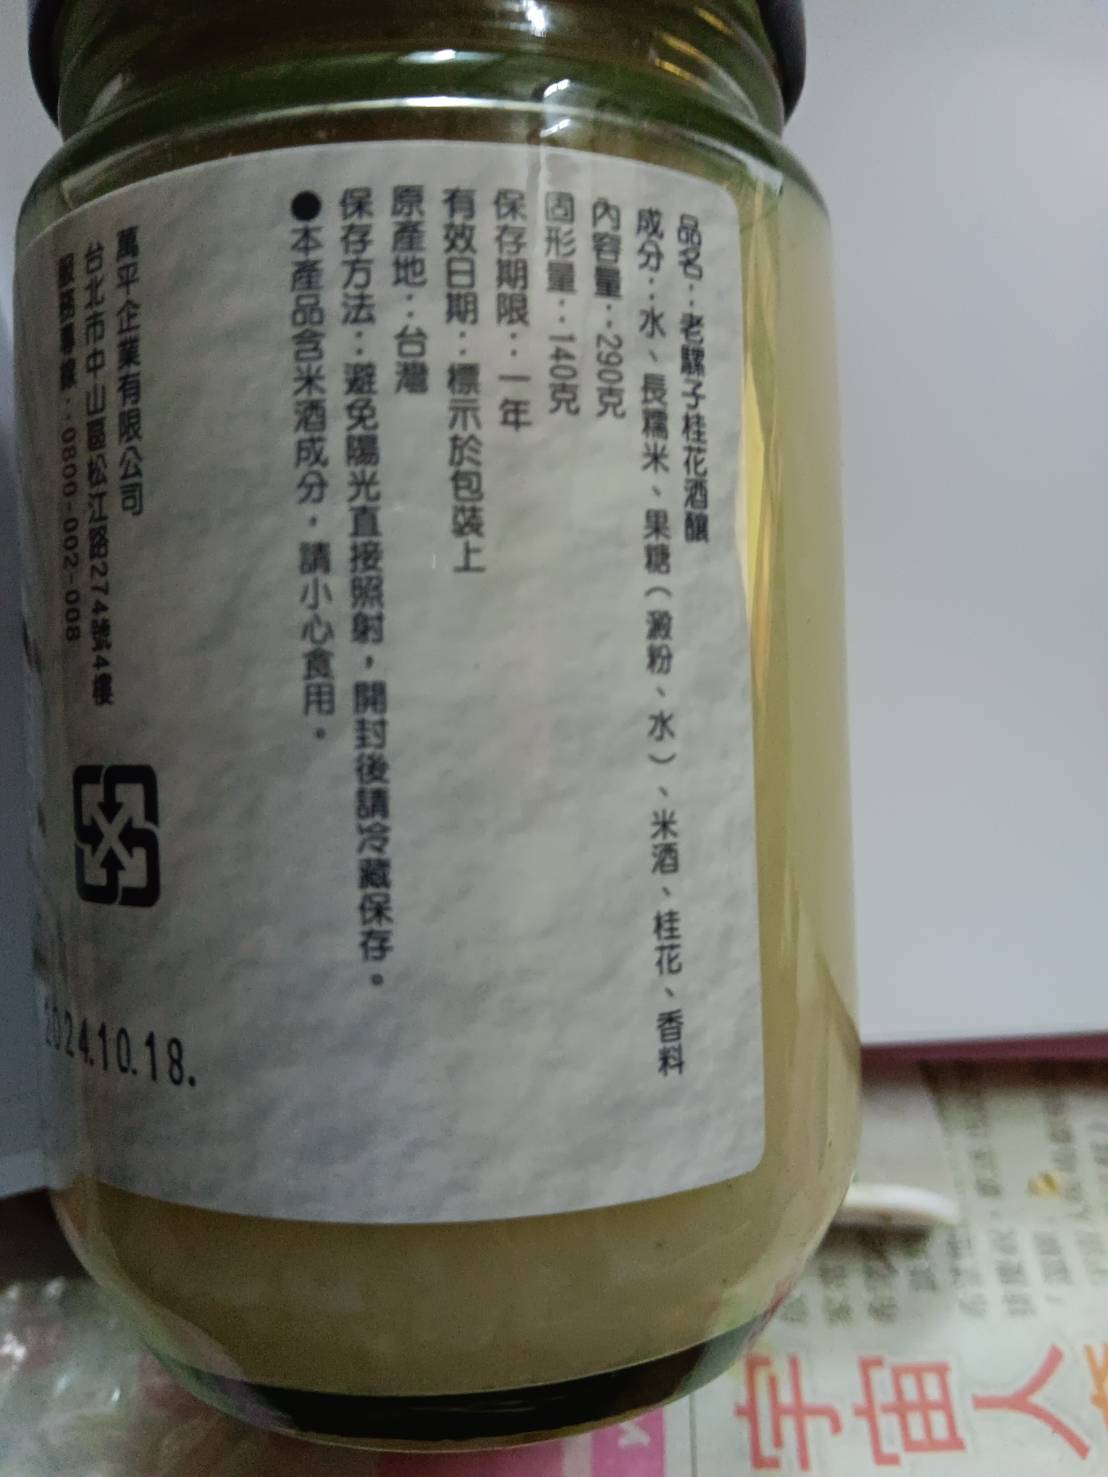 品名：老騾子桂花酒釀
成分：水、長糯米、果糖（澱粉、水）、米酒、桂花、香料
內容量：290克
固形量：140克
保存期限：一年
有效日期：標示於包裝上
原產地：台灣
保存方法：避免陽光直接照射，開封後請冷藏保存。
●本產品含米酒成分，請小心食用。
萬平企業有限公司
台北市中山區松江路274號4樓
服務專線：0800-002-008
2024.10.18.
宇宙人